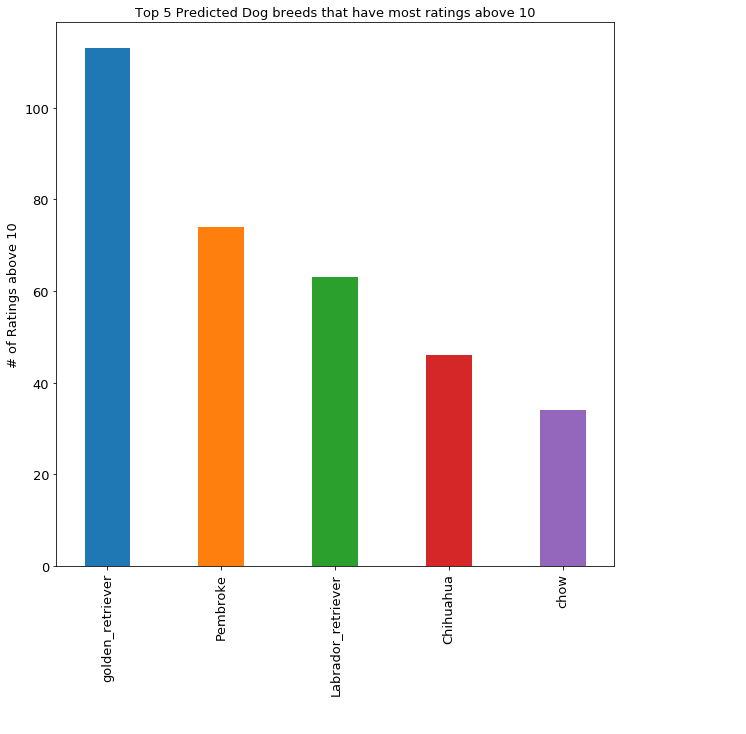 Top 5 Predicted Dog breeds that have most ratings above 10
# of Ratings above 10
100
80
60
40
20
0
golden_retriever
Pembroke
Labrador_retriever
Chihuahua
chow